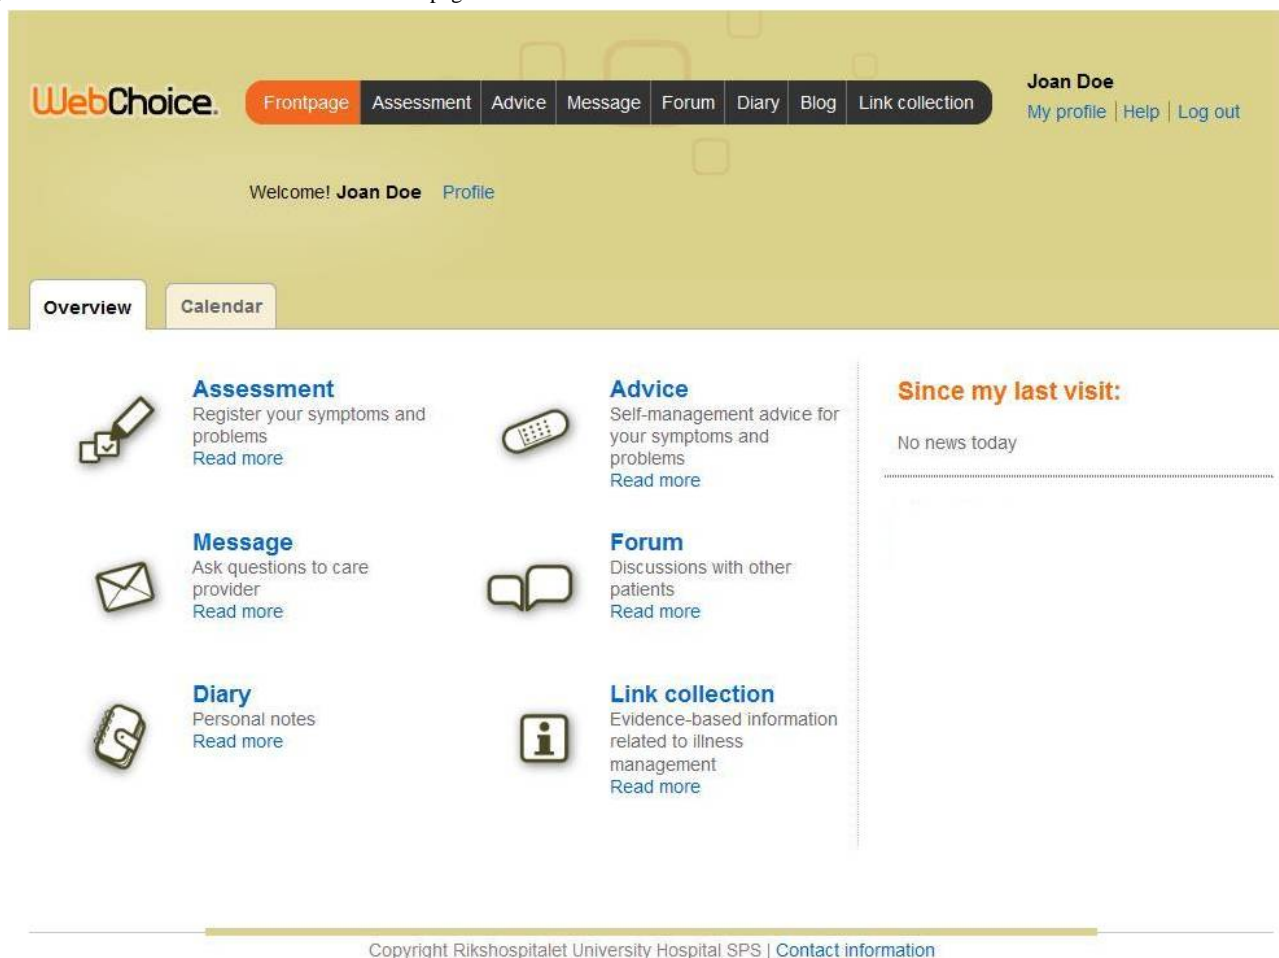 WebChoice.
Frontpage Assessment Advice Message Forum Diary Blog Link collection
Joan Doe
My profile | Help | Log out
Welcome! Joan Doe Profile
Overview Calendar
Assessment
Register your symptoms and
problems
Read more
Advice
Self-management advice for
your symptoms and
problems
Read more
Since my last visit:
No news today
Message
Ask questions to care
provider
Read more
Forum
Discussions with other
patients
Read more
Diary
Personal notes
Read more
Link collection
Evidence-based information
related to illness
management
Read more
Copyright Rikshospitalet University Hospital SPS | Contact information